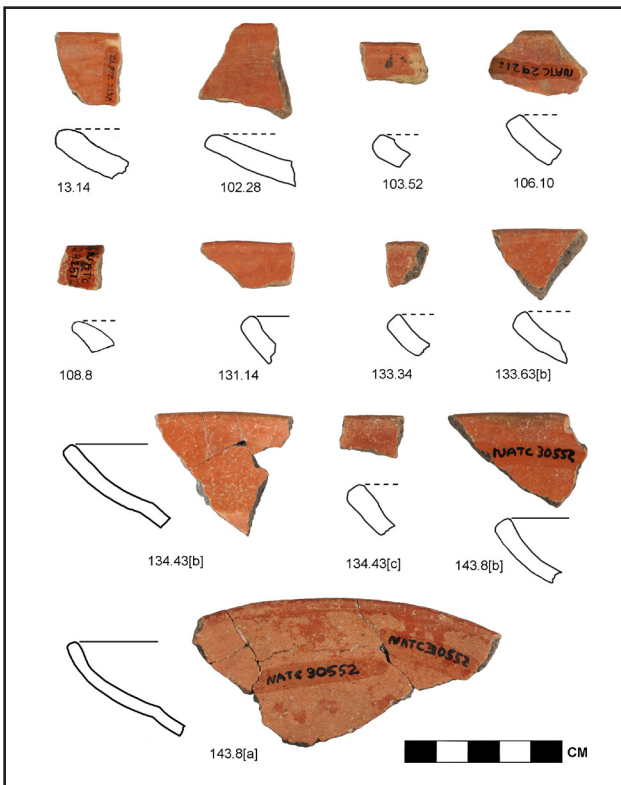 NATC 29212
13.14
102.28
103.52
106.10
NATC
108.8
131.14
133.34
133.63[b]
NATC 30552
134.43[b]
134.43[c]
143.8[b]
NATC 30552
NATC 30552
143.8[a]
CM